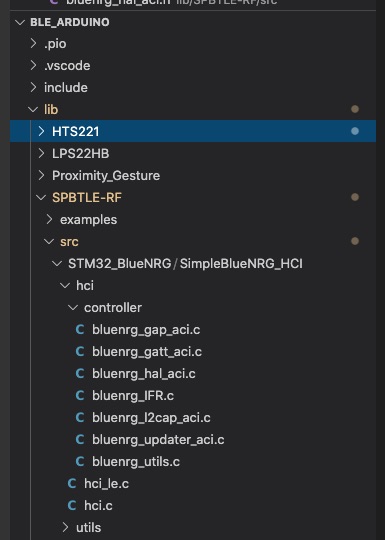 bluenrg_hal_aci.h lib/SPBTLE-RF/src
BLE_ARDUINO
.pio
.vscode
include
lib
HTS221
LPS22HB
Proximity_Gesture
SPBTLE-RF
examples
src
STM32_BlueNRG/SimpleBlueNRG_HCI
hci
controller
C bluenrg_gap_aci.c
C bluenrg_gatt_aci.c
C bluenrg_hal_aci.c
C bluenrg_IFR.c
C bluenrg_l2cap_aci.c
C bluenrg_updater_aci.c
C bluenrg_utils.c
C hci_le.c
C hci.c
utils